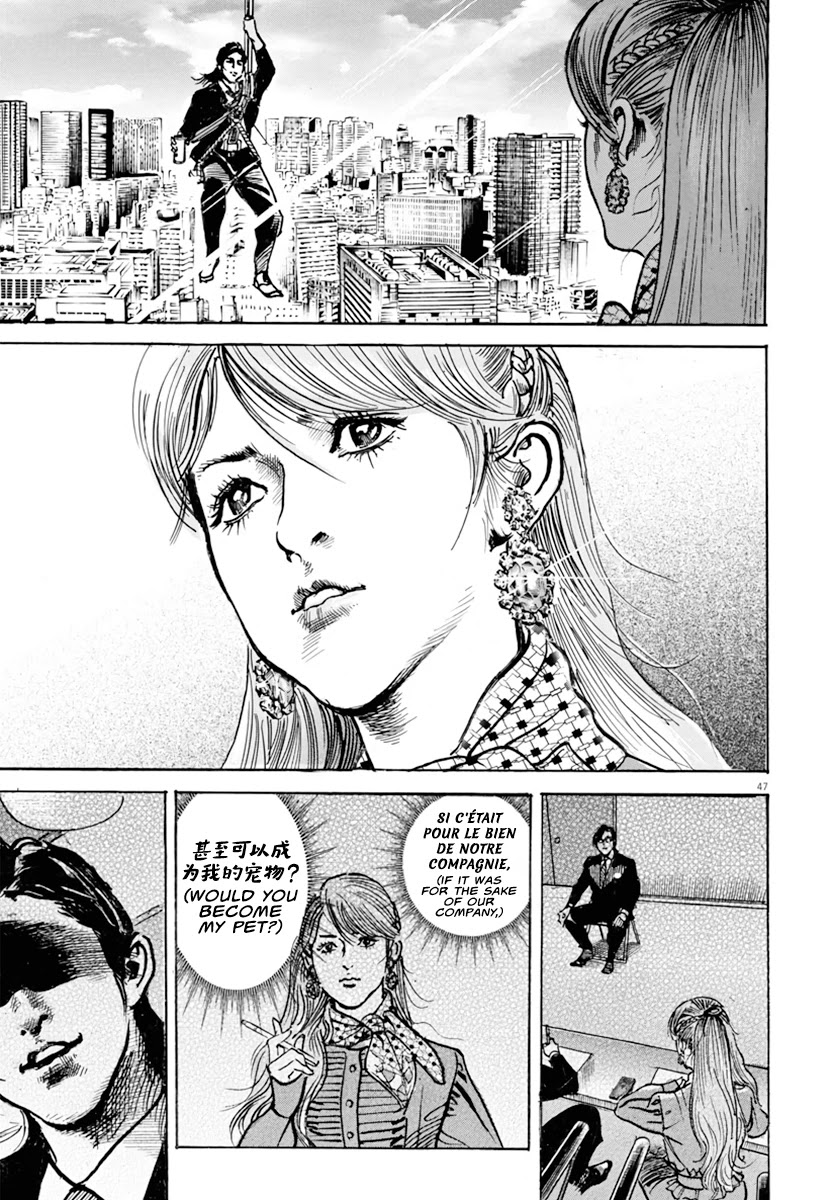 47
SI C'ÉTAIT
POUR LE BIEN
DE NOTRE
COMPAGNIE,
(IF IT WAS
FOR THE SAKE
OF OUR
COMPANY,)
甚至可以成
为我的宠物？
(WOULD YOU
BECOME
MY PET?)